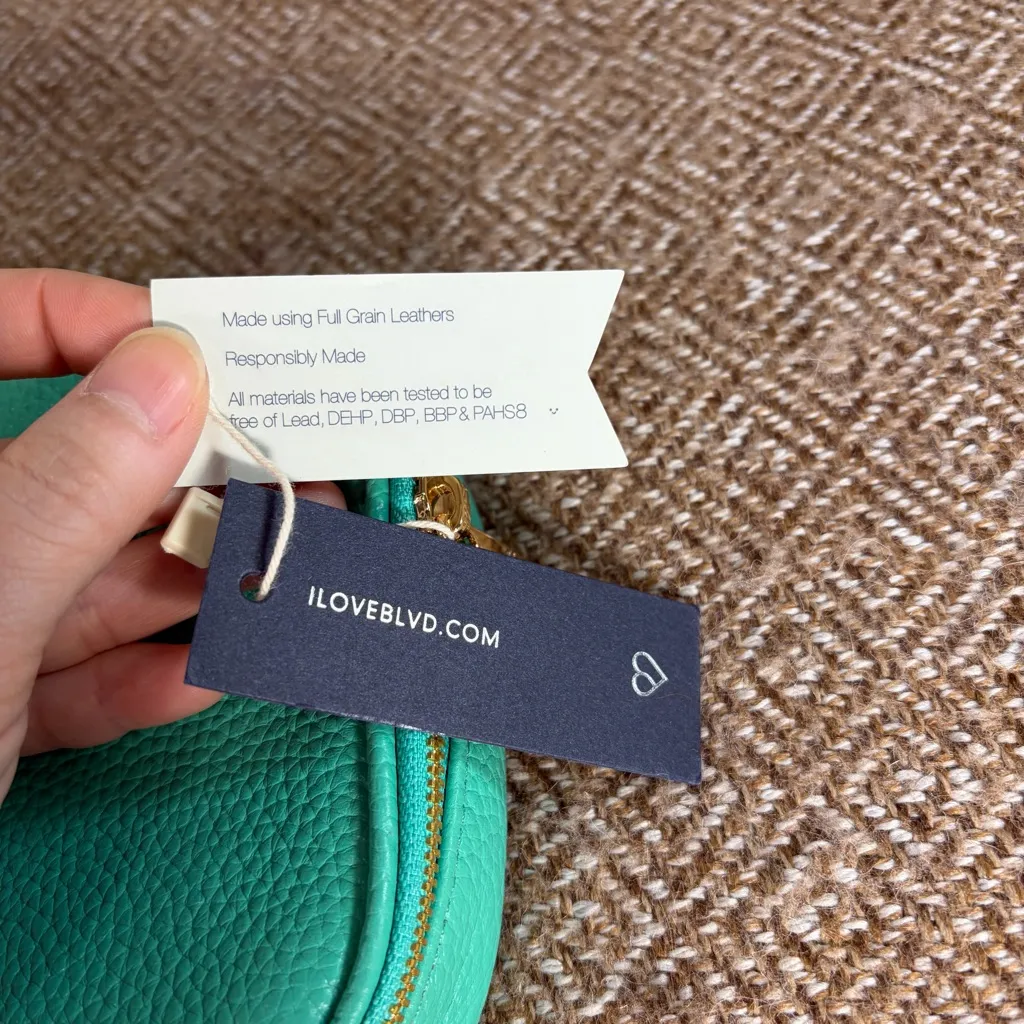 Made using Full Grain Leathers
Responsibly Made
All materials have been tested to be
free of Lead, DEHP, DBP, BBP & PAHS8
ILOVEBLVD.COM